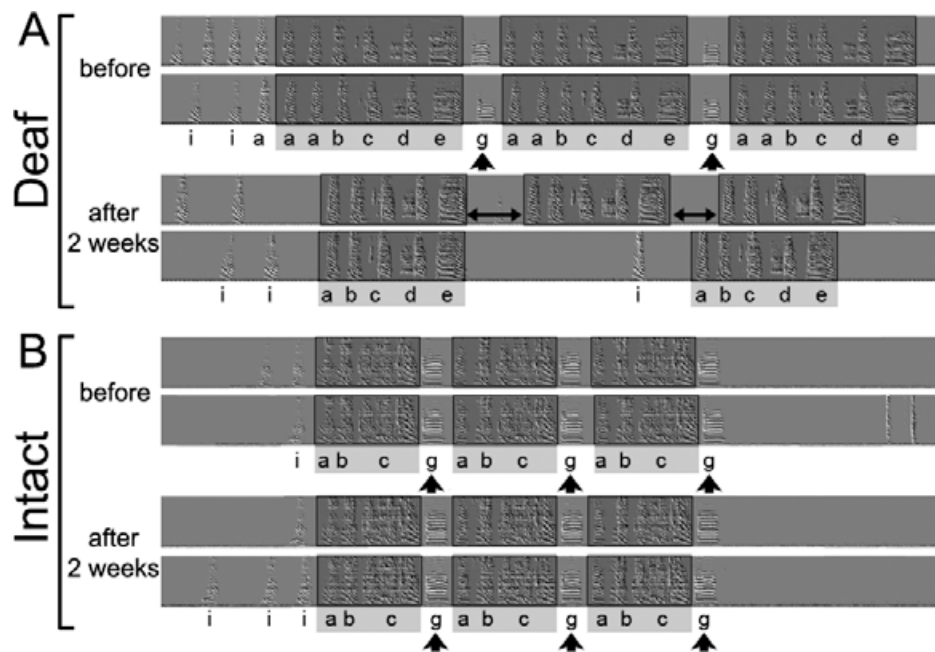 A
Deaf
before
i i a a a b c d e g a a b c d e g a a b c d e
after
2 weeks
i i a b c d e i a b c d e
B
Intact
before
i a b c g a b c g a b c g
after
2 weeks
i i i a b c g a b c g a b c g